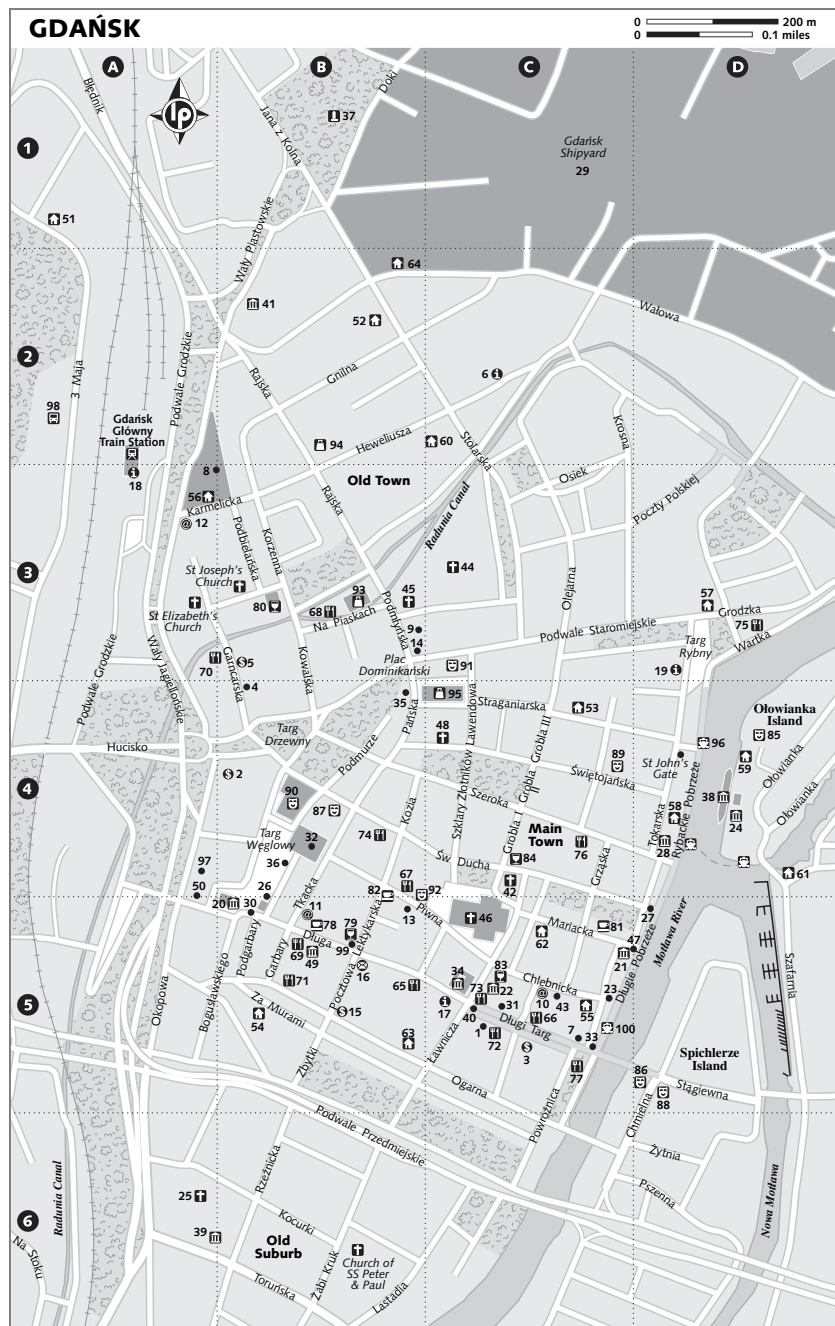 GDAŃSK
0 200 m
0 0.1 miles
A
B
C
D
1
2
3
4
5
6
lp
Błędnik
Jana z Kolna
Doki
37
Gdańsk
Shipyard
29
51
Wały Piastowskie
64
41
52
Wałowa
3 Maja
Podwale Grodzkie
Rajska
Gnilna
6
98
Gdańsk
Główny
Train Station
18
94
Heweliusza
60
Stolarska
Krosna
8
Old Town
Osiek
56
Karmelicka
12
Rajska
Radunia Canal
Poczty Polskiej
Podbielańska
Korzenna
St Joseph's
Church
44
Olejarna
St Elizabeth's
Church
80
68
93
45
Na Piaskach
Podmłyńska
9
14
57
Grodzka
75
Wartka
Podwale Staromiejskie
Targ
Rybny
19
Podwale Grodzkie
Wały Jagiellońskie
70
5
Garncarska
4
Kowalska
Plac
Dominikański
91
35
95
Pańska
48
Straganiarska
53
Ołowianka
Island
85
96
59
Ołowianka
Ołowianka
Hucisko
Targ
Drzewny
Podmurze
Szklary
Złotników
Lawendowa
Grobla III
II
Grobla I
89
Świętojańska
St John's
Gate
2
90
87
Szeroka
Kozia
Main
Town
38
24
58
Tokarska
Rybackie Pobrzeże
28
Targ
Węglowy
32
74
36
Św. Ducha
84
76
Grząska
97
50
26
67
82
92
42
61
20
30
Tkacka
11
78
79
13
Piwna
46
Mariacka
81
27
62
47
Motława River
Długie Pobrzeże
21
Szafarnia
Okopowa
Bogusławskiego
Podgarbary
Garbary
Długa
69
49
99
16
Lektykarska
Pocztowa
71
65
34
83
73
22
Chlebnicka
10
43
23
17
31
66
55
54
Za Murami
15
63
40
1
72
Długi Targ
3
7
33
100
Ławnicza
77
Spichlerze
Island
86
88
Stągiewna
Zbytki
Ogarna
Powroźnica
Chmielna
Podwale Przedmiejskie
Żytnia
Pszenna
Radunia Canal
Rzeźnicka
25
39
Kocurki
Old
Suburb
Church of
SS Peter
& Paul
Na Stoku
Toruńska
Żabi Kruk
Lastadia
Nowa Motława